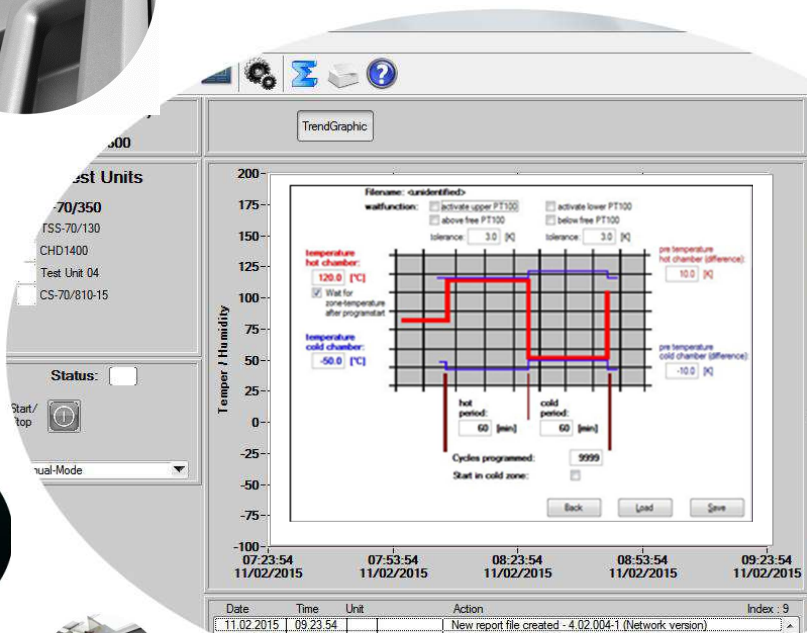 TrendGraphic
Test Units
-70/350
TSS-70/130
CHD1400
Test Unit 04
CS-70/810-15
Status:
Start/
Stop
Manual-Mode
Temper / Humidity
200
175
150
125
100
75
50
25
0
-25
-50
-75
-100
Filename: <unidentified>
waitfunction: activate upper PT100 activate lower PT100
above free PT100 below free PT100
tolerance: 3.0 [K] tolerance: 3.0 [K]
temperature
hot chamber:
120.0 [°C]
Wait for
zone-temperature
after programstart
temperature
cold chamber:
-50.0 [°C]
pre temperature
hot chamber (difference):
10.0 [K]
pre temperature
cold chamber (difference):
-10.0 [K]
hot
period:
60 [min]
cold
period:
60 [min]
Cycles programmed: 9999
Start in cold zone:
Back Load Save
07:23:54 07:53:54 08:23:54 08:53:54 09:23:54
11/02/2015 11/02/2015 11/02/2015 11/02/2015 11/02/2015
Date Time Unit Action Index : 9
11.02.2015 09.23.54 New report file created - 4.02.004-1 (Network version)